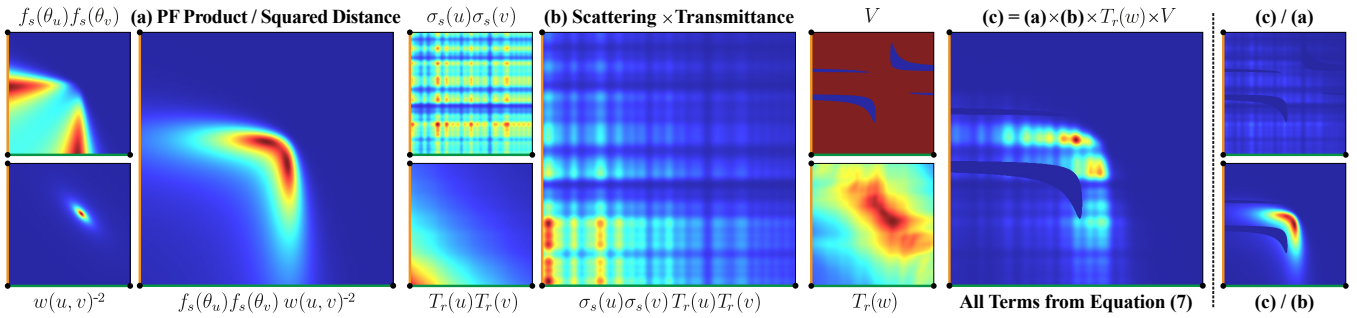 f_s(θ_u)f_s(θ_v)
(a) PF Product / Squared Distance
σ_s(u)σ_s(v)
(b) Scattering ×Transmittance
V
(c) = (a)×(b)×T_r(w)×V
(c) / (a)
w(u, v)⁻²
f_s(θ_u)f_s(θ_v) w(u, v)⁻²
T_r(u)T_r(v)
σ_s(u)σ_s(v)T_r(u)T_r(v)
T_r(w)
All Terms from Equation (7)
(c) / (b)